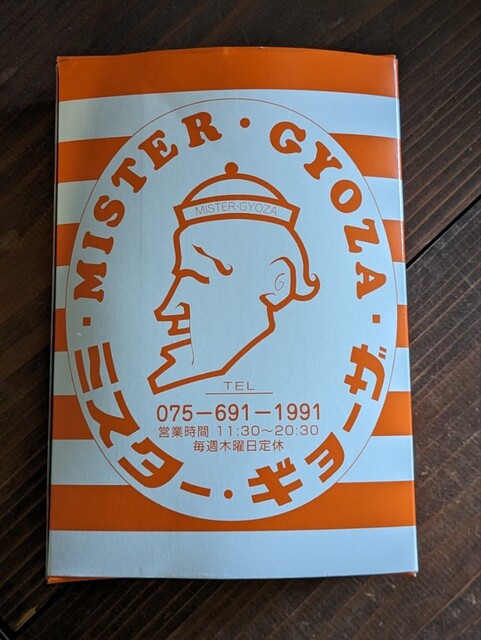 ・MISTER・GYOZA・
MISTER・GYOZA
TEL
075−691−1991
営業時間 11:30〜20:30
毎週木曜日定休
ミスター・ギョーザ